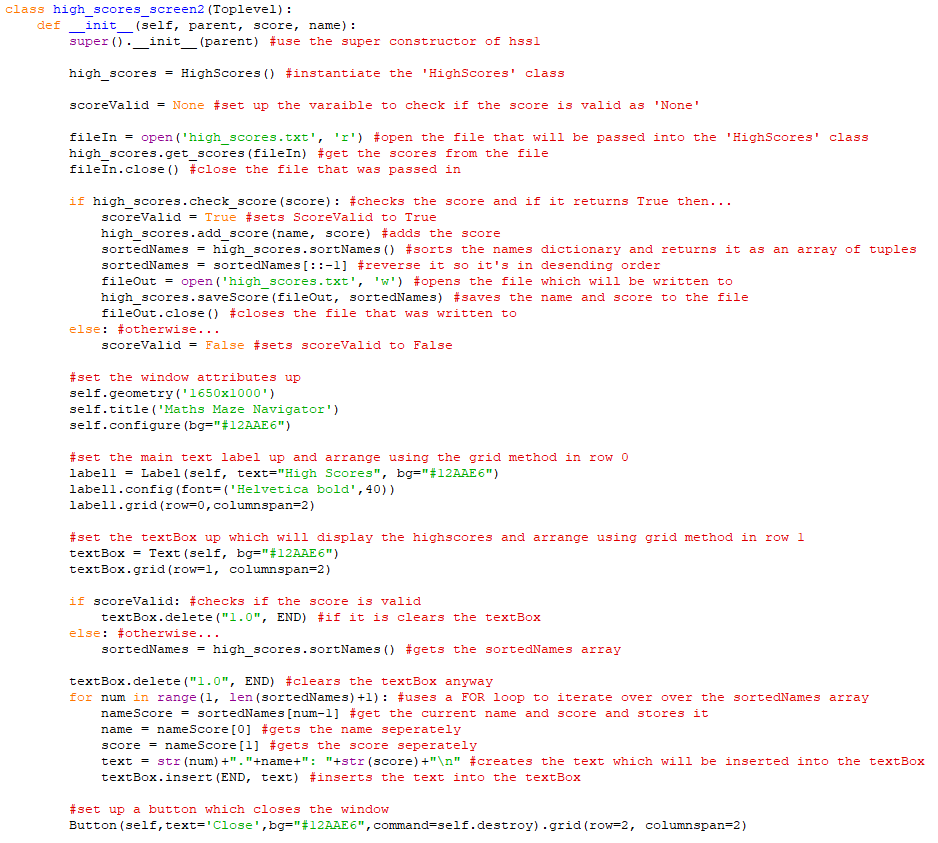 class high_scores_screen2(Toplevel):
    def __init__(self, parent, score, name):
        super().__init__(parent) #use the super constructor of hss1

        high_scores = HighScores() #instantiate the 'HighScores' class

        scoreValid = None #set up the varaible to check if the score is valid as 'None'

        fileIn = open('high_scores.txt', 'r') #open the file that will be passed into the 'HighScores' class
        high_scores.get_scores(fileIn) #get the scores from the file
        fileIn.close() #close the file that was passed in

        if high_scores.check_score(score): #checks the score and if it returns True then...
            scoreValid = True #sets ScoreValid to True
            high_scores.add_score(name, score) #adds the score
            sortedNames = high_scores.sortNames() #sorts the names dictionary and returns it as an array of tuples
            sortedNames = sortedNames[::-1] #reverse it so it's in desending order
            fileOut = open('high_scores.txt', 'w') #opens the file which will be written to
            high_scores.saveScore(fileOut, sortedNames) #saves the name and score to the file
            fileOut.close() #closes the file that was written to
        else: #otherwise...
            scoreValid = False #sets scoreValid to False

        #set the window attributes up
        self.geometry('1650x1000')
        self.title('Maths Maze Navigator')
        self.configure(bg="#12AAE6")

        #set the main text label up and arrange using the grid method in row 0
        label1 = Label(self, text="High Scores", bg="#12AAE6")
        label1.config(font=('Helvetica bold',40))
        label1.grid(row=0,columnspan=2)

        #set the textBox up which will display the highscores and arrange using grid method in row 1
        textBox = Text(self, bg="#12AAE6")
        textBox.grid(row=1, columnspan=2)

        if scoreValid: #checks if the score is valid
            textBox.delete("1.0", END) #if it is clears the textBox
        else: #otherwise...
            sortedNames = high_scores.sortNames() #gets the sortedNames array

        textBox.delete("1.0", END) #clears the textBox anyway
        for num in range(1, len(sortedNames)+1): #uses a FOR loop to iterate over over the sortedNames array
            nameScore = sortedNames[num-1] #get the current name and score and stores it
            name = nameScore[0] #gets the name seperately
            score = nameScore[1] #gets the score seperately
            text = str(num)+"."+name+": "+str(score)+"\n" #creates the text which will be inserted into the textBox
            textBox.insert(END, text) #inserts the text into the textBox

        #set up a button which closes the window
        Button(self,text='Close',bg="#12AAE6",command=self.destroy).grid(row=2, columnspan=2)